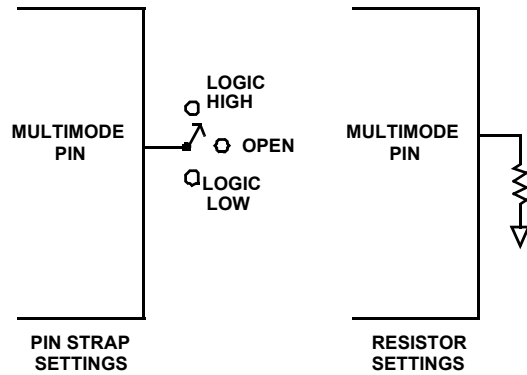 LOGIC
HIGH
MULTIMODE
PIN
OPEN
LOGIC
LOW
PIN STRAP
SETTINGS
MULTIMODE
PIN
RESISTOR
SETTINGS